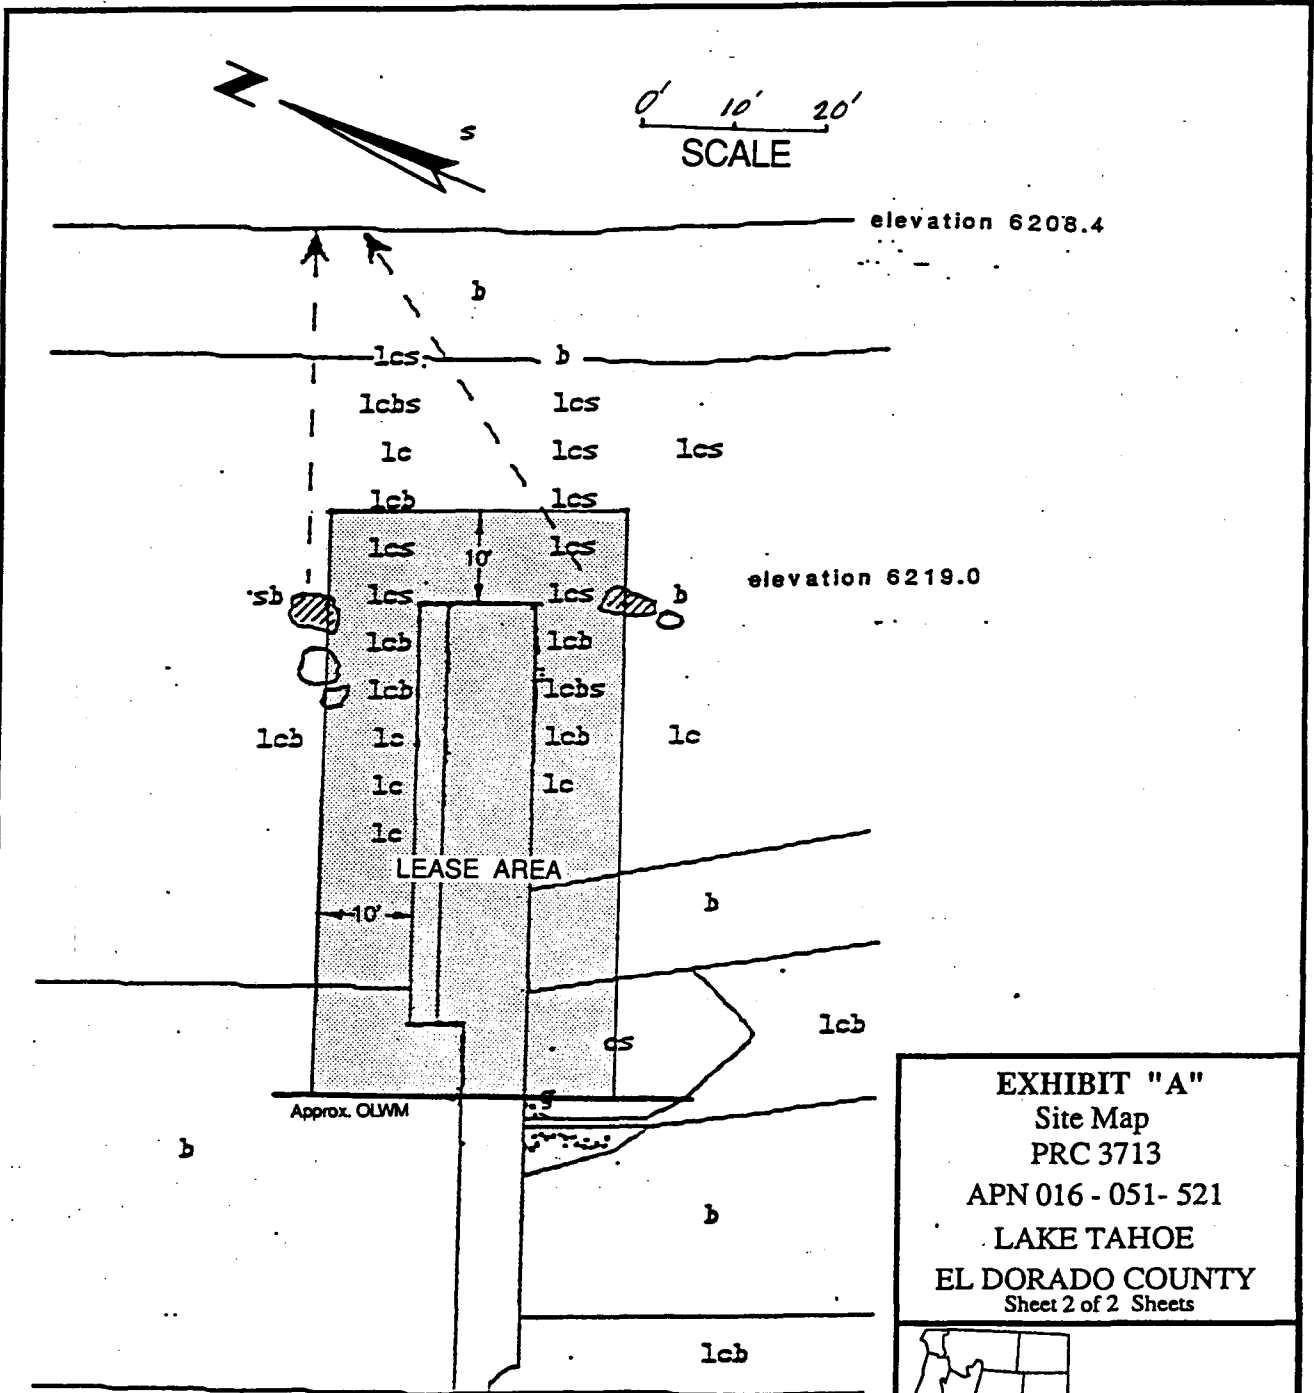 N
s
0' 10' 20'
SCALE
elevation 6208.4
b
lcs b
lcbs lcs
lc lcs lcs
lcb lcs
lcs 10' lcs
elevation 6219.0
sb lcs lcs b
lcb lcb
lcb lcbs
lcb lc lcb lc
lc lc
lc
LEASE AREA
b
10'
lcb
cs
g
Approx. OLWM
b
b
lcb
EXHIBIT "A"
Site Map
PRC 3713
APN 016 - 051- 521
LAKE TAHOE
EL DORADO COUNTY
Sheet 2 of 2 Sheets